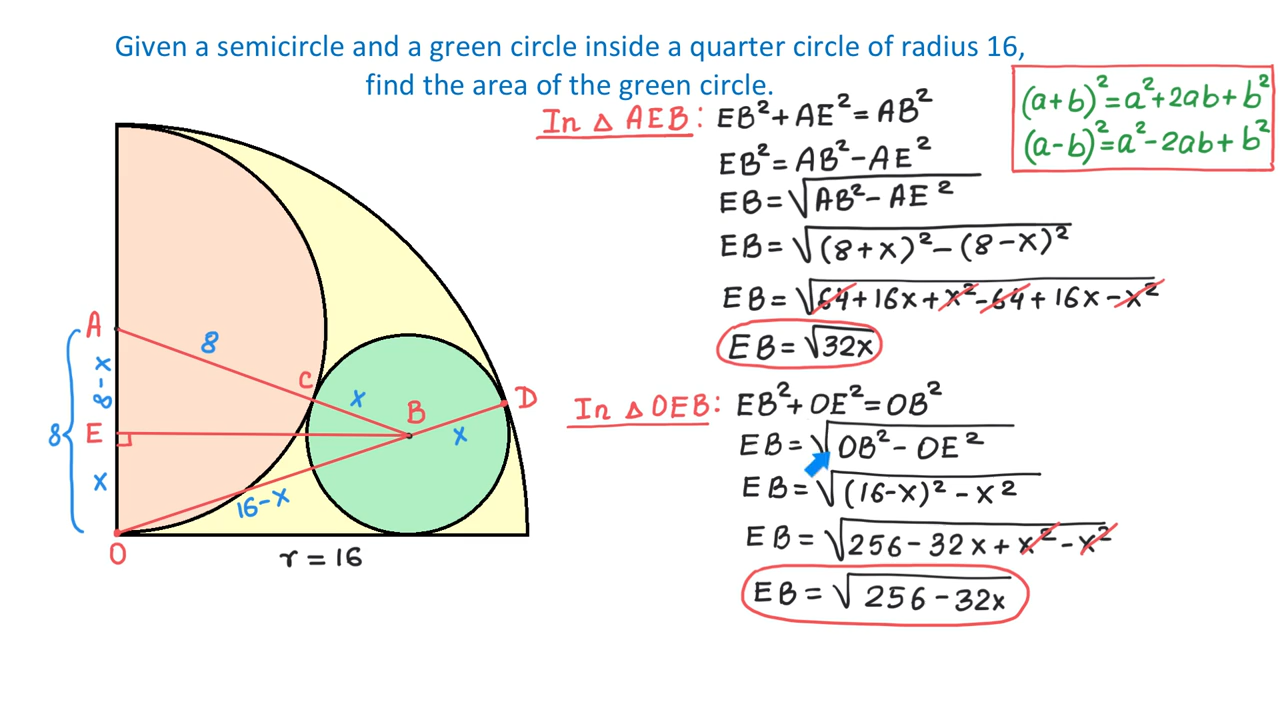 Given a semicircle and a green circle inside a quarter circle of radius 16,
find the area of the green circle.
(a+b)²=a²+2ab+b²
(a-b)²=a²-2ab+b²
In △ AEB: EB²+AE²=AB²
EB²=AB²-AE²
EB=√AB²-AE²
EB=√(8+x)²-(8-x)²
EB=√64+16x+x²-64+16x-x²
EB=√32x
In △ OEB: EB²+OE²=OB²
EB=√OB²-OE²
EB=√(16-x)²-x²
EB=√256-32x+x²-x²
EB=√256-32x
A
8
8-x
C
x
B
D
8
E
x
x
16-x
O
r=16